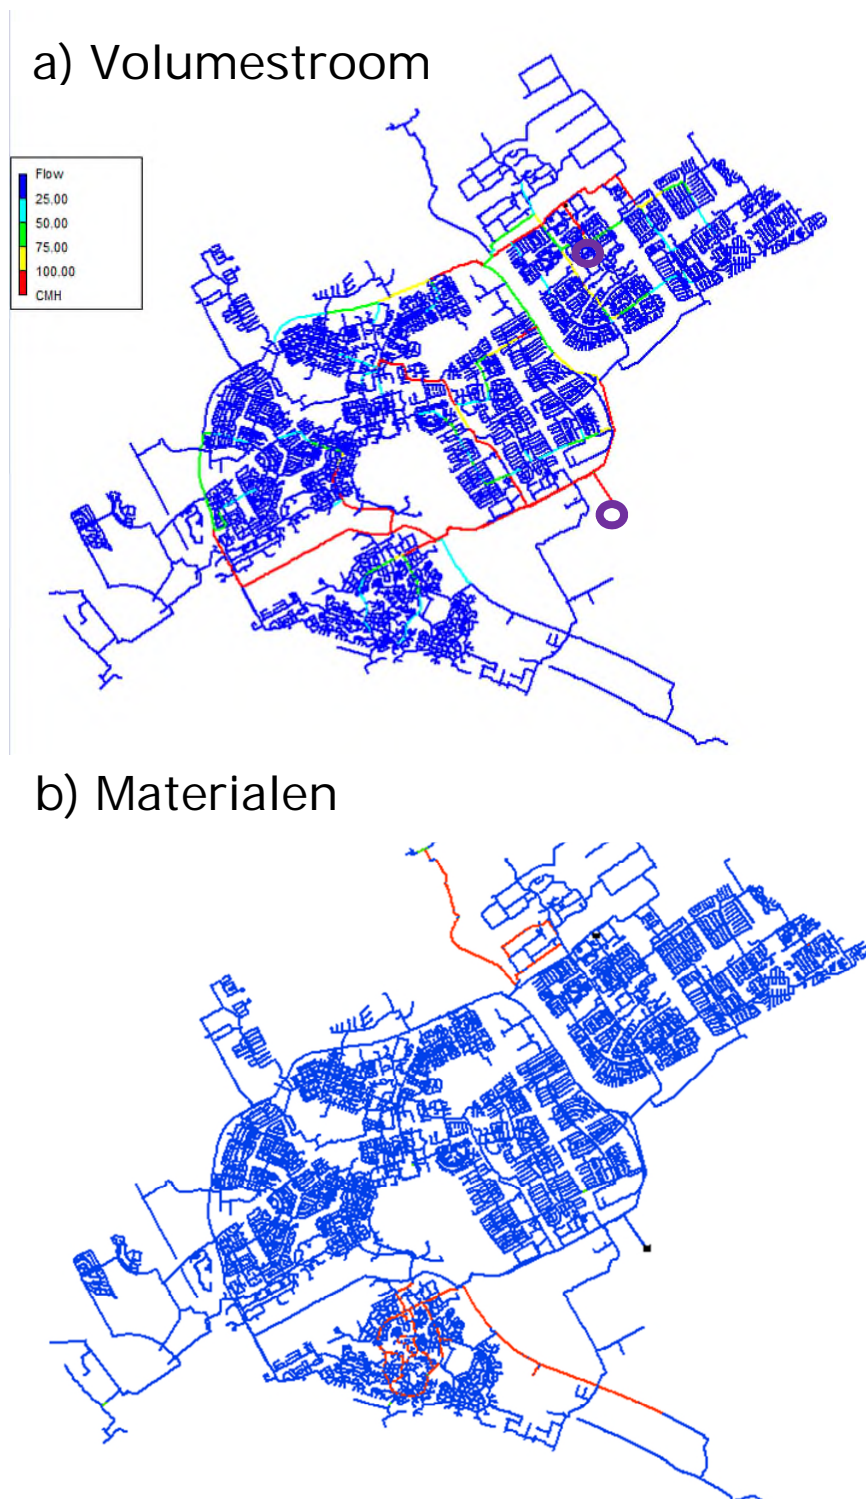 a) Volumestroom
Flow
25.00
50.00
75.00
100.00
CMH
b) Materialen